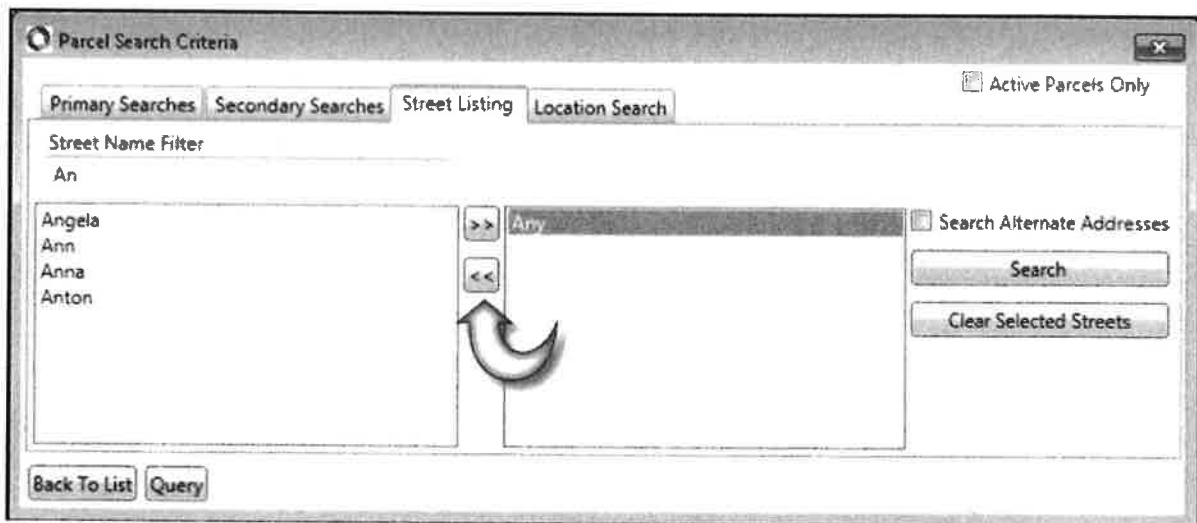 Parcel Search Criteria
Active Parcels Only
Primary Searches Secondary Searches Street Listing Location Search
Street Name Filter
An
Angela
Ann
Anna
Anton
>>
<<
Any
Search Alternate Addresses
Search
Clear Selected Streets
Back To List Query